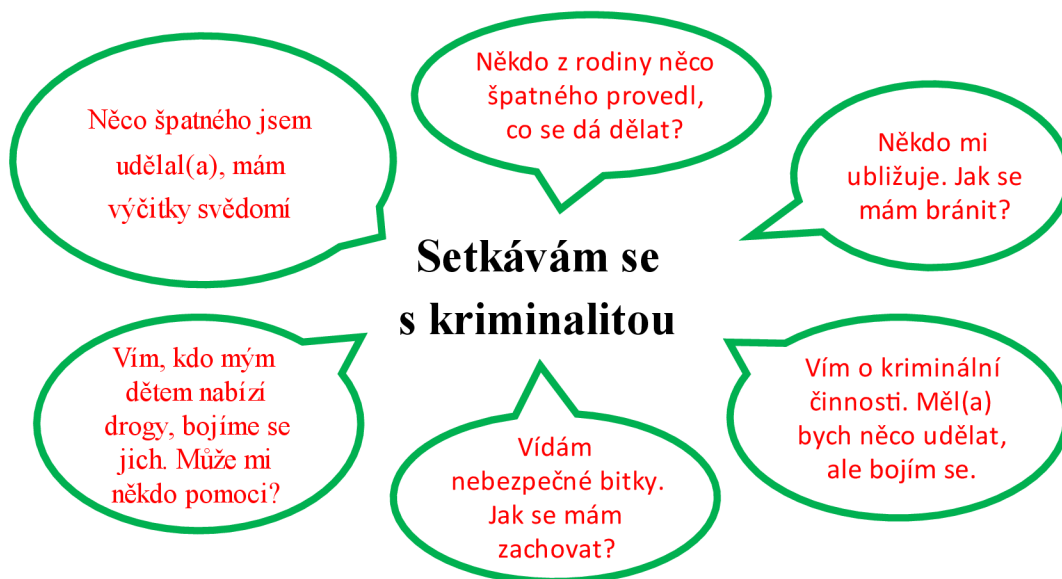 Něco špatného jsem
udělal(a), mám
výčitky svědomí
Někdo z rodiny něco
špatného provedl,
co se dá dělat?
Někdo mi
ubližuje. Jak se
mám bránit?
Setkávám se
s kriminalitou
Vím, kdo mým
dětem nabízí
drogy, bojíme se
jich. Může mi
někdo pomoci?
Vídám
nebezpečné bitky.
Jak se mám
zachovat?
Vím o kriminální
činnosti. Měl(a)
bych něco udělat,
ale bojím se.